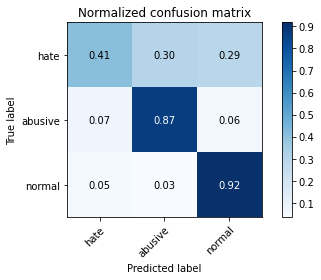 Normalized confusion matrix
True label
hate 0.41 0.30 0.29
abusive 0.07 0.87 0.06
normal 0.05 0.03 0.92
hate abusive normal
Predicted label
0.9
0.8
0.7
0.6
0.5
0.4
0.3
0.2
0.1